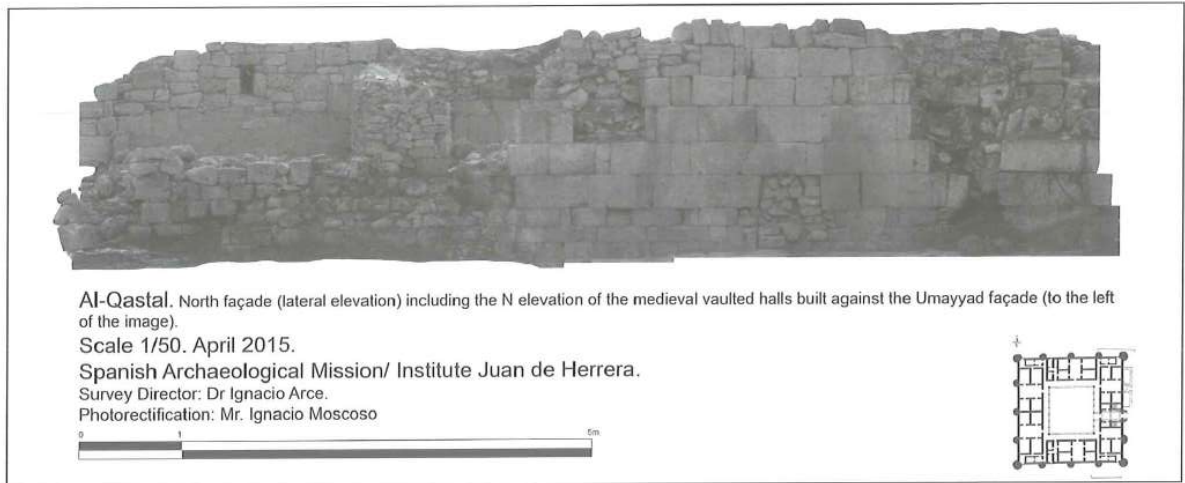 Al-Qastal. North façade (lateral elevation) including the N elevation of the medieval vaulted halls built against the Umayyad façade (to the left
of the image).
Scale 1/50. April 2015.
Spanish Archaeological Mission/ Institute Juan de Herrera.
Survey Director: Dr Ignacio Arce.
Photorectification: Mr. Ignacio Moscoso
0 1 5m